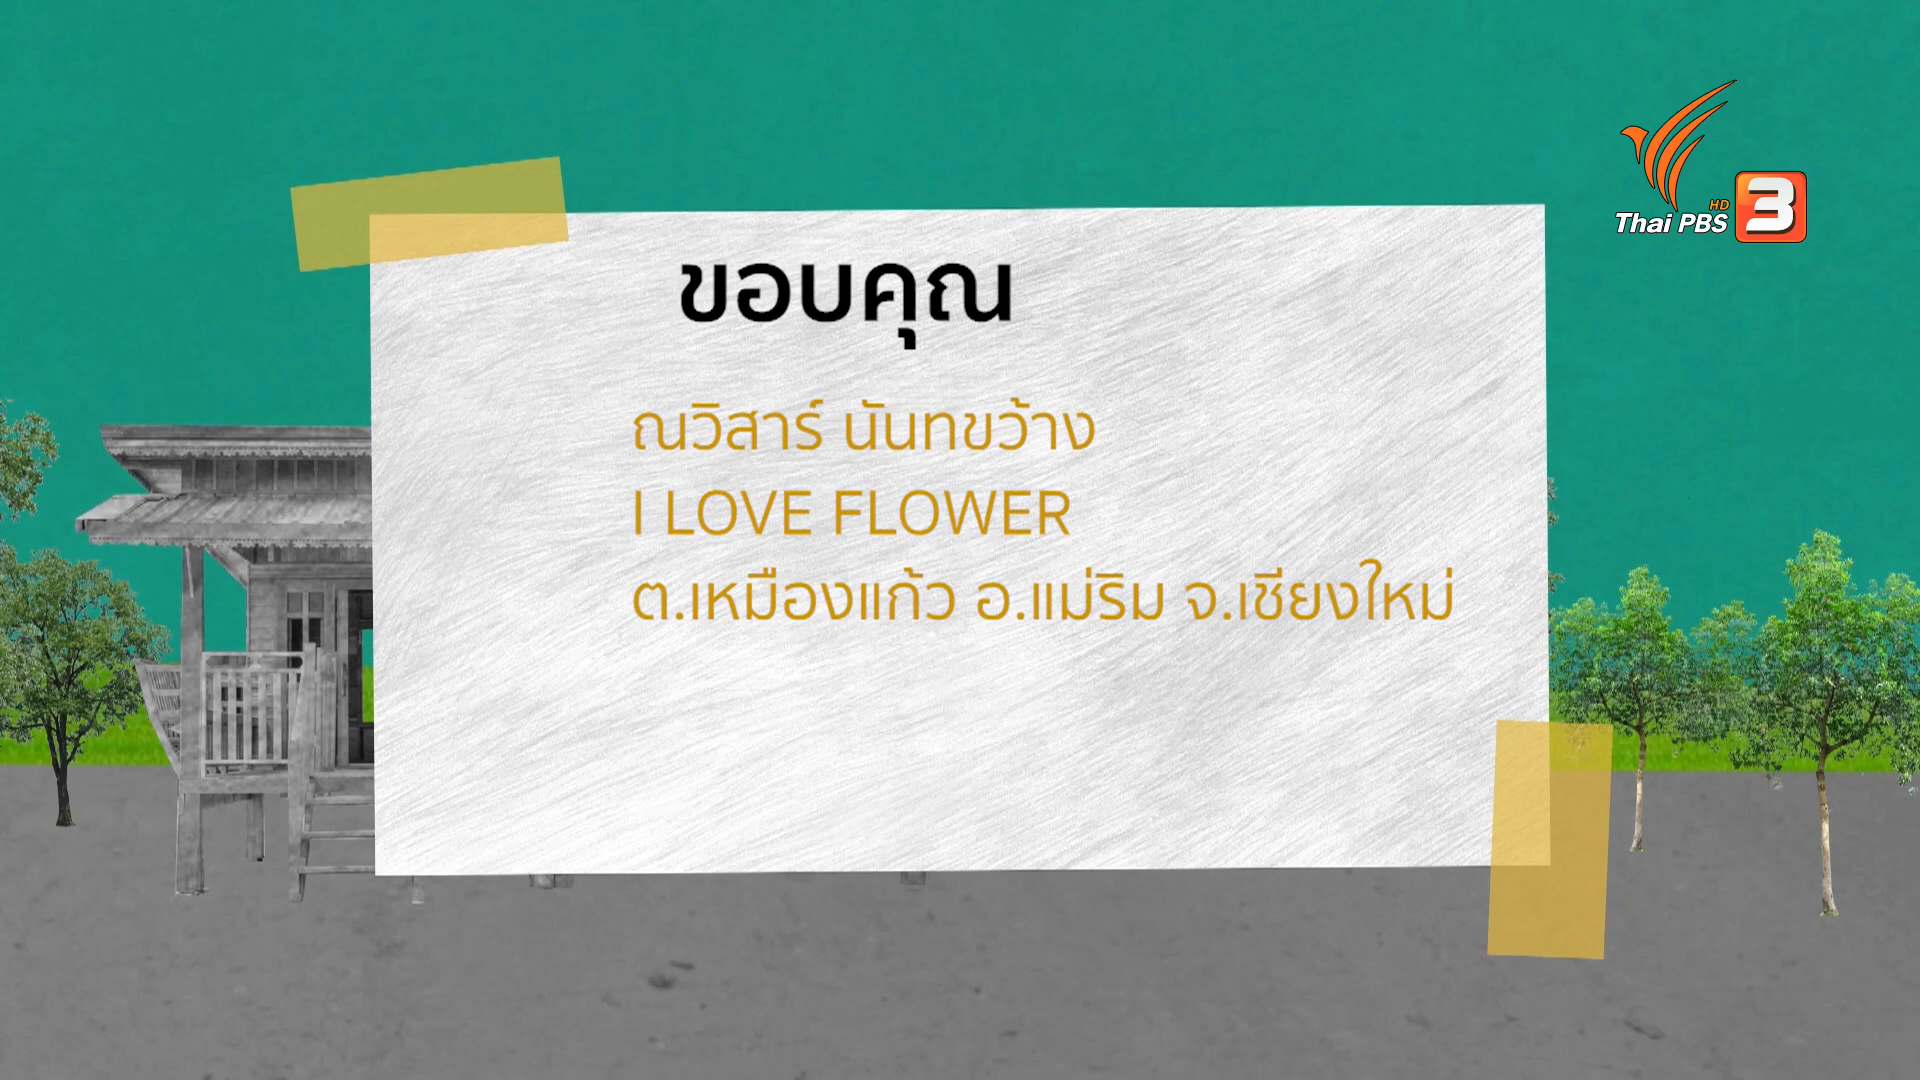 Thai PBS HD 3
ขอบคุณ
ณวิสาร์ นันทขว้าง
I LOVE FLOWER
ต.เหมืองแก้ว อ.แม่ริม จ.เชียงใหม่